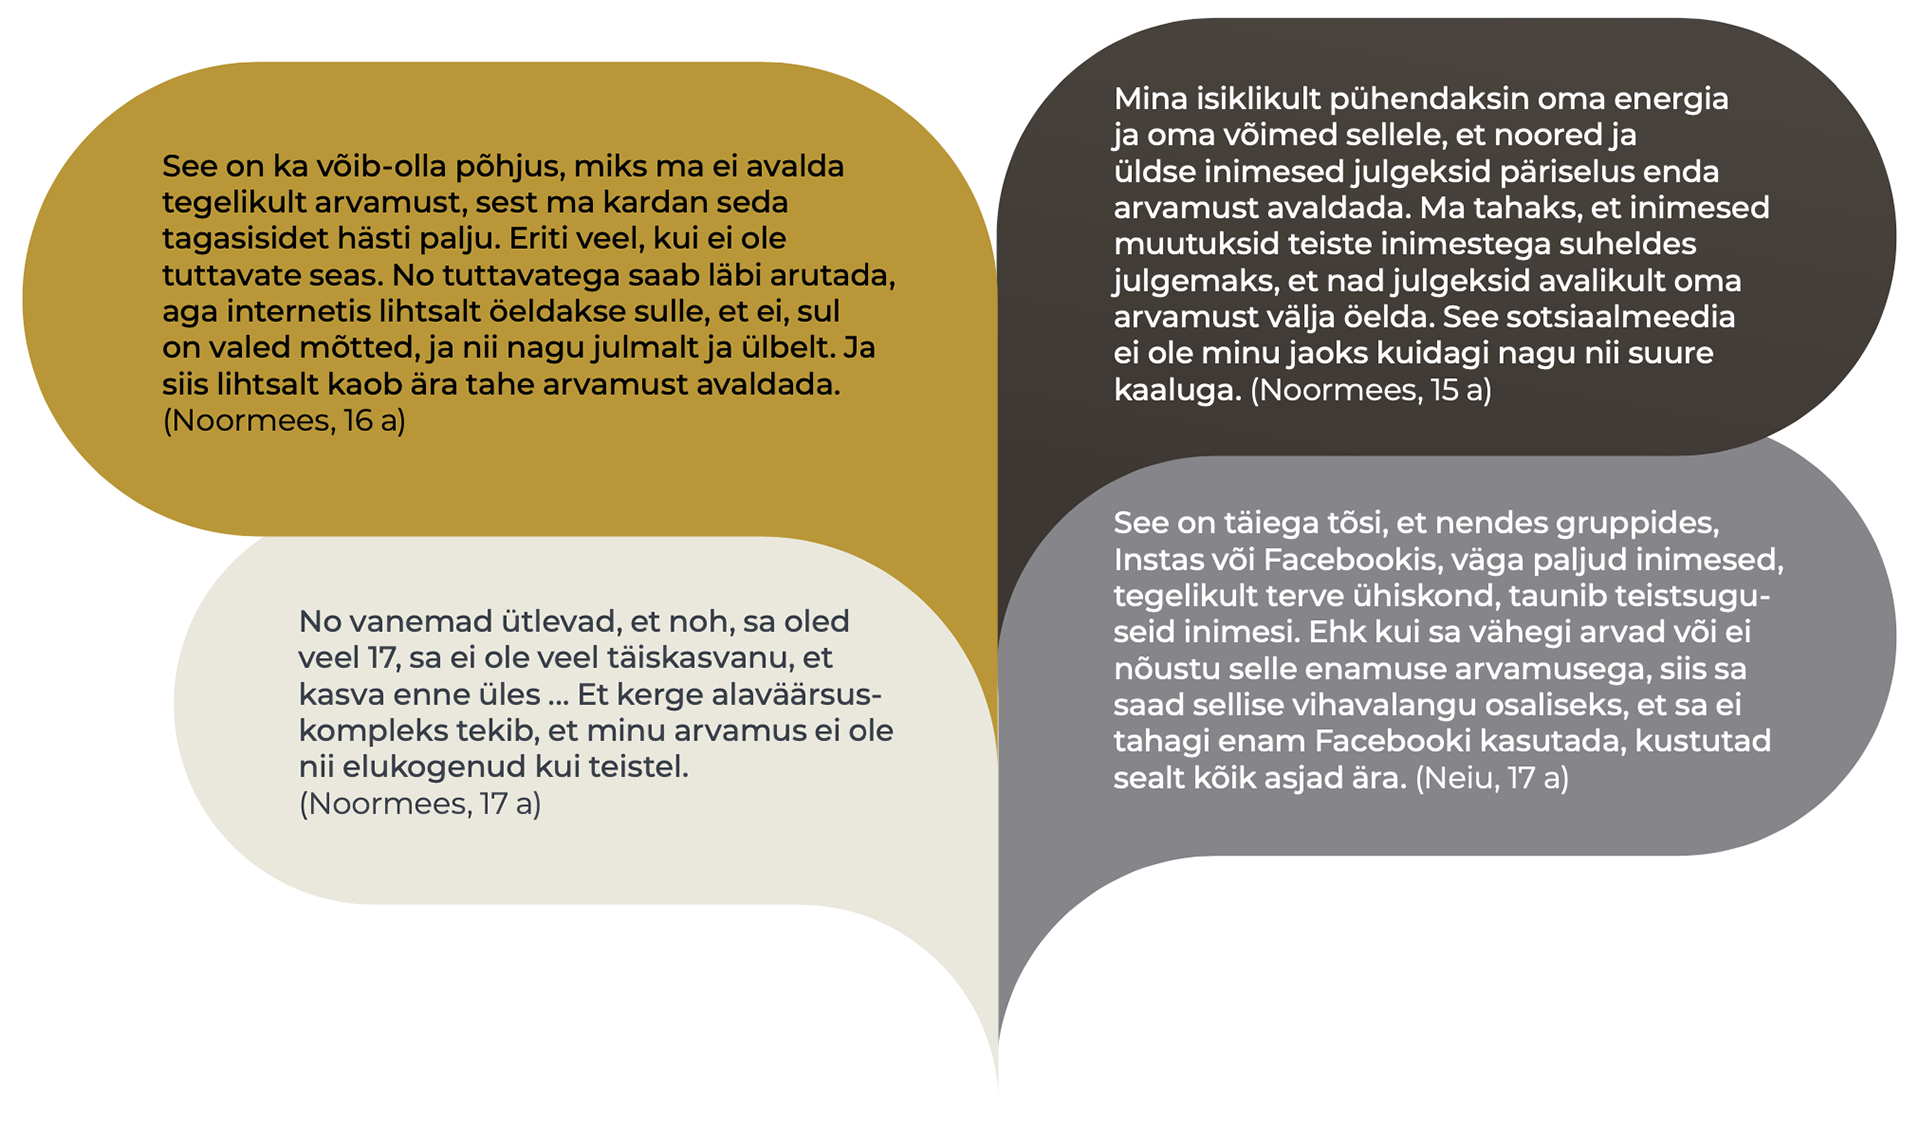 See on ka võib-olla põhjus, miks ma ei avalda
tegelikult arvamust, sest ma kardan seda
tagasisidet hästi palju. Eriti veel, kui ei ole
tuttavate seas. No tuttavatega saab läbi arutada,
aga internetis lihtsalt öeldakse sulle, et ei, sul
on valed mõtted, ja nii nagu julmalt ja ülbelt. Ja
siis lihtsalt kaob ära tahe arvamust avaldada.
(Noormees, 16 a)
Mina isiklikult pühendaksin oma energia
ja oma võimed sellele, et noored ja
üldse inimesed julgeksid päriselus enda
arvamust avaldada. Ma tahaks, et inimesed
muutuksid teiste inimestega suheldes
julgemaks, et nad julgeksid avalikult oma
arvamust välja öelda. See sotsiaalmeedia
ei ole minu jaoks kuidagi nagu nii suure
kaaluga. (Noormees, 15 a)
No vanemad ütlevad, et noh, sa oled
veel 17, sa ei ole veel täiskasvanu, et
kasva enne üles ... Et kerge alaväärsus-
kompleks tekib, et minu arvamus ei ole
nii elukogenud kui teistel.
(Noormees, 17 a)
See on täiega tõsi, et nendes gruppides,
Instas või Facebookis, väga paljud inimesed,
tegelikult terve ühiskond, taunib teistsugu-
seid inimesi. Ehk kui sa vähegi arvad või ei
nõustu selle enamuse arvamusega, siis sa
saad sellise vihavalangu osaliseks, et sa ei
tahagi enam Facebooki kasutada, kustutad
sealt kõik asjad ära. (Neiu, 17 a)